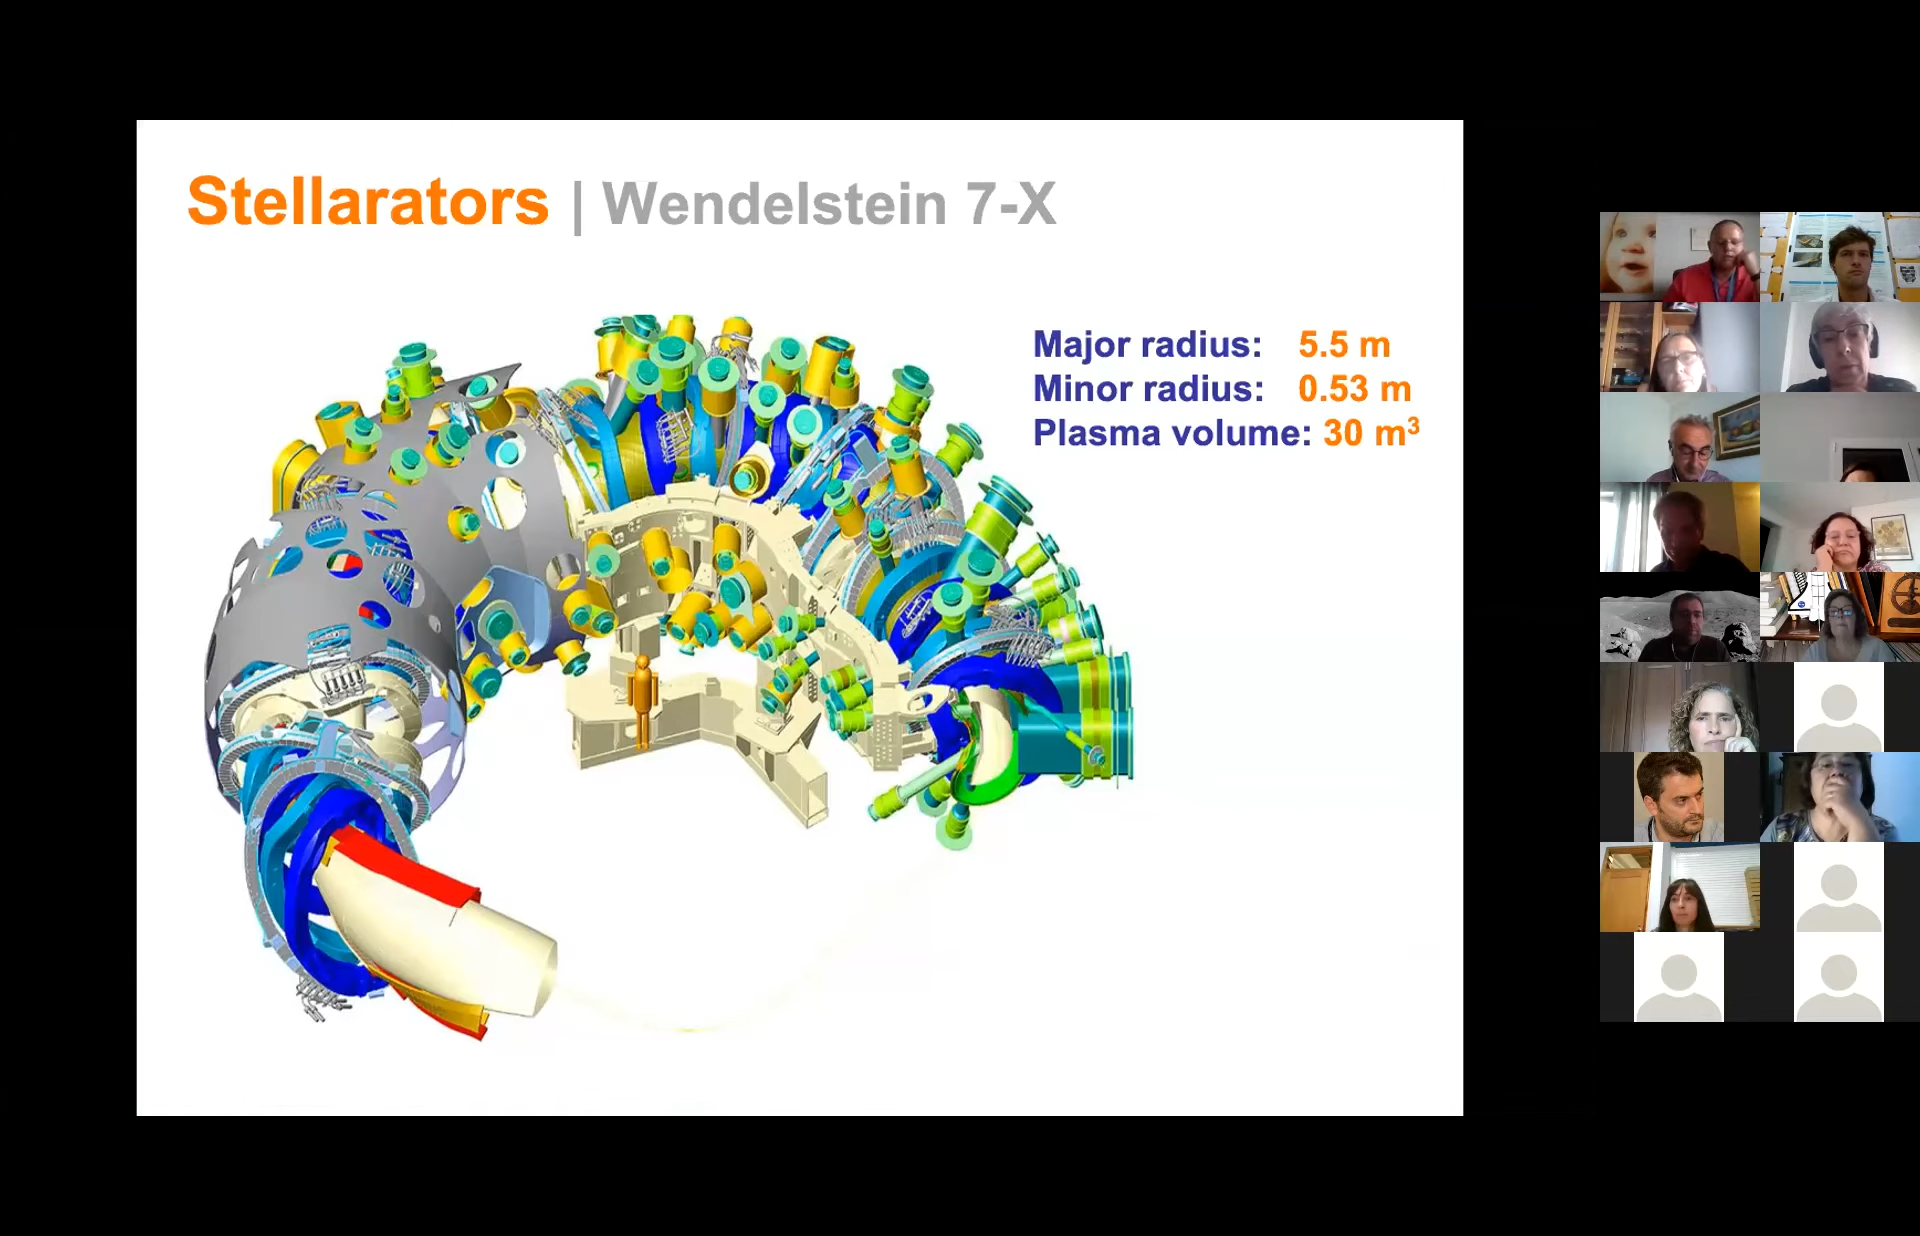 Stellarators | Wendelstein 7-X
Major radius: 5.5 m
Minor radius: 0.53 m
Plasma volume: 30 m³